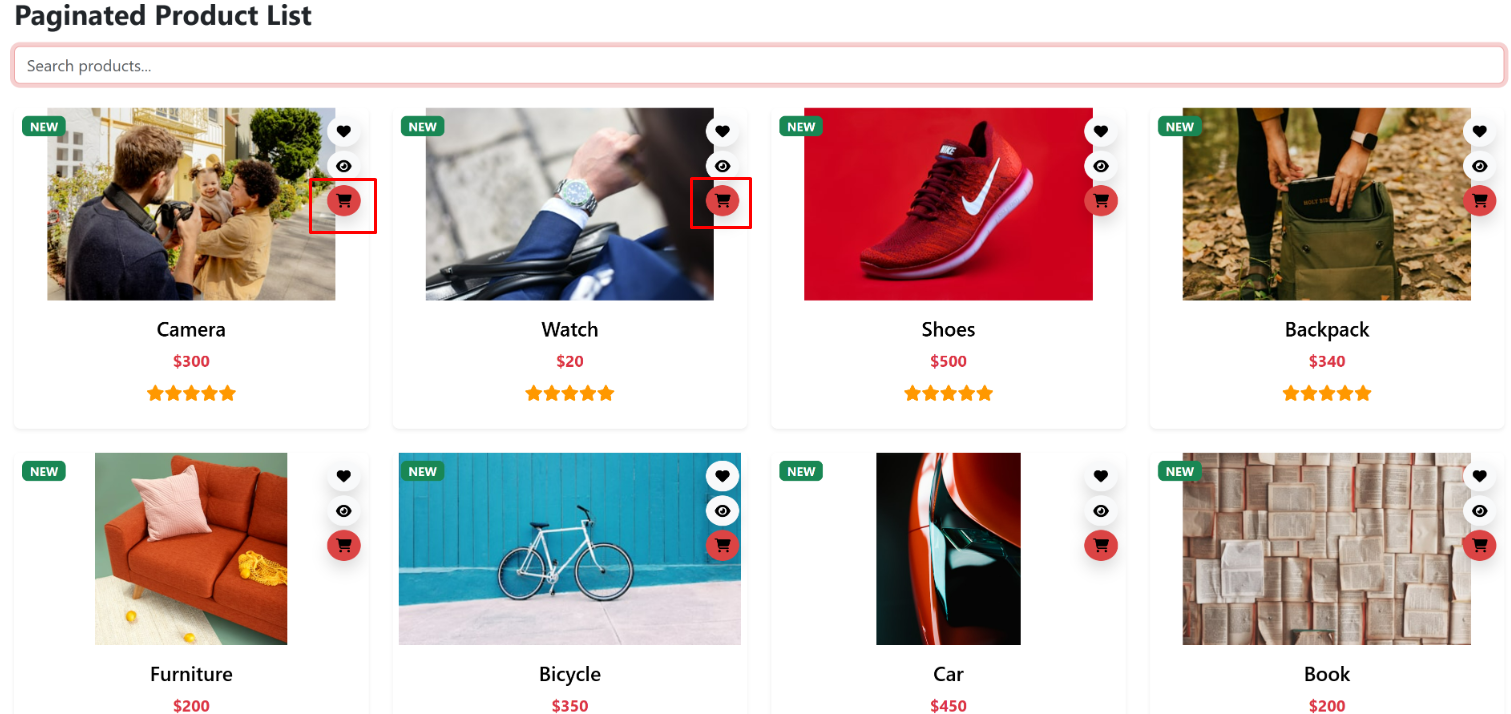 Paginated Product List
Search products...
NEW
NEW
NEW
NEW
NIKE
Camera
Watch
Shoes
Backpack
$300
$20
$500
$340
NEW
NEW
NEW
NEW
Furniture
Bicycle
Car
Book
$200
$350
$450
$200